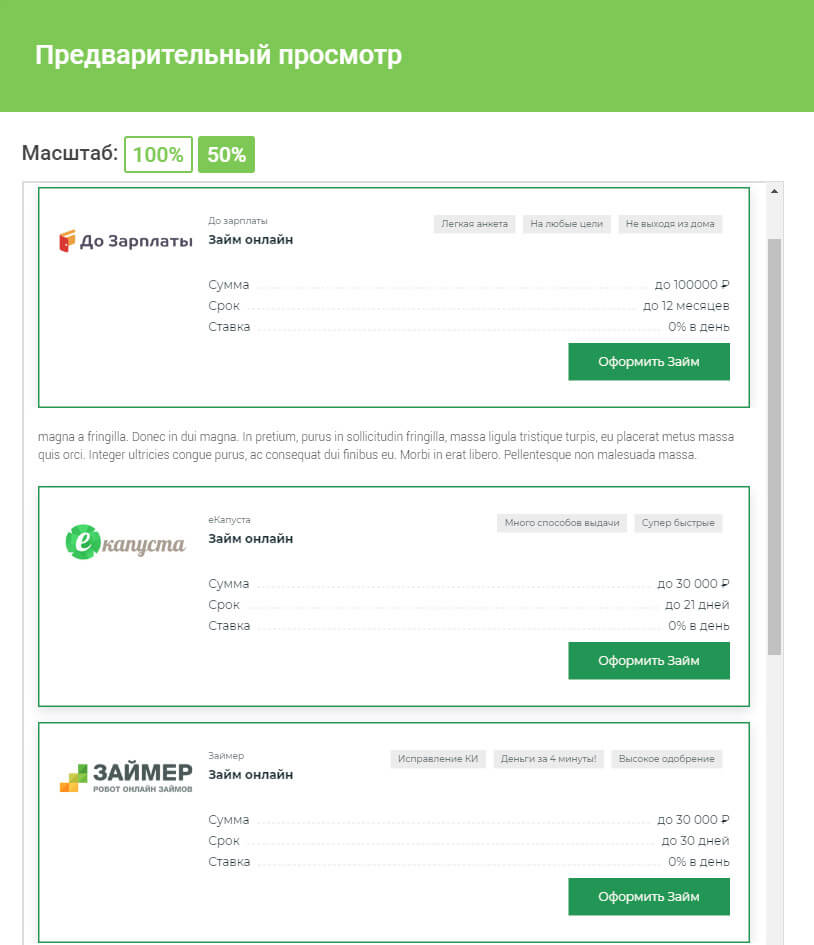 Предварительный просмотр
Масштаб: 100% 50%
До Зарплаты
До зарплаты
Займ онлайн
Легкая анкета На любые цели Не выходя из дома
Сумма до 100000 ₽
Срок до 12 месяцев
Ставка 0% в день
Оформить Займ
magna a fringilla. Donec in dui magna. In pretium, purus in sollicitudin fringilla, massa ligula tristique turpis, eu placerat metus massa
quis orci. Integer ultricies congue purus, ac consequat dui finibus eu. Morbi in erat libero. Pellentesque non malesuada massa.
екапуста
еКапуста
Займ онлайн
Много способов выдачи Супер быстрые
Сумма до 30 000 ₽
Срок до 21 дней
Ставка 0% в день
Оформить Займ
ЗАЙМЕР
РОБОТ ОНЛАЙН ЗАЙМОВ
Займер
Займ онлайн
Исправление КИ Деньги за 4 минуты! Высокое одобрение
Сумма до 30 000 ₽
Срок до 30 дней
Ставка 0% в день
Оформить Займ